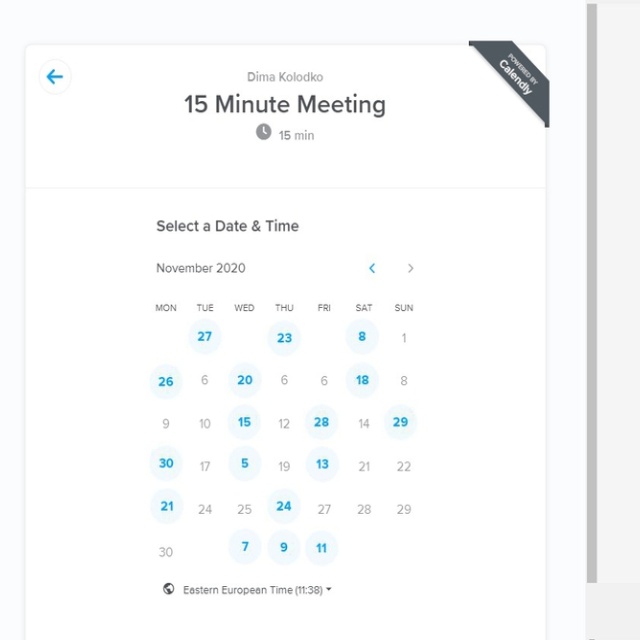 Dima Kolodko
POWERED BY
Calendly
15 Minute Meeting
15 min
Select a Date & Time
November 2020
MON TUE WED THU FRI SAT SUN
27 23 8 1
26 6 20 6 6 18 8
9 10 15 12 28 14 29
30 17 5 19 13 21 22
21 24 25 24 27 28 29
30 7 9 11
Eastern European Time (11:38)